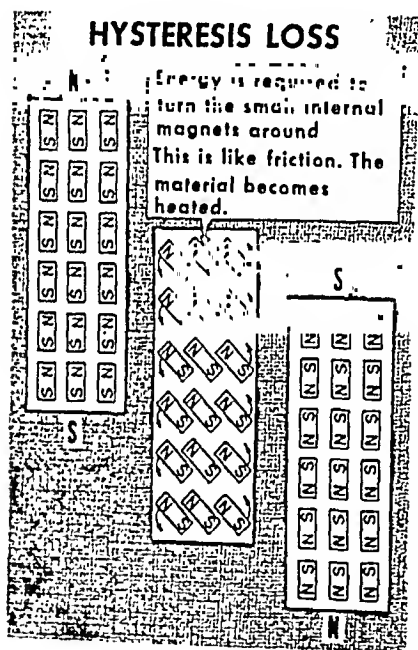 HYSTERESIS LOSS
N
Energy is required to
turn the small internal
magnets around
This is like friction. The
material becomes
heated.
S N S N S N
S N S N S N
S N S N S N
S N S N S N
S N S N S N
S N S N S N
S
N
N
N S N S N S
N S N S N S
N S N S N S
N S N S N S
S
N N N
N S N S N S
N S N S N S
N S N S N S
N S N S N S
N S N S N S
N